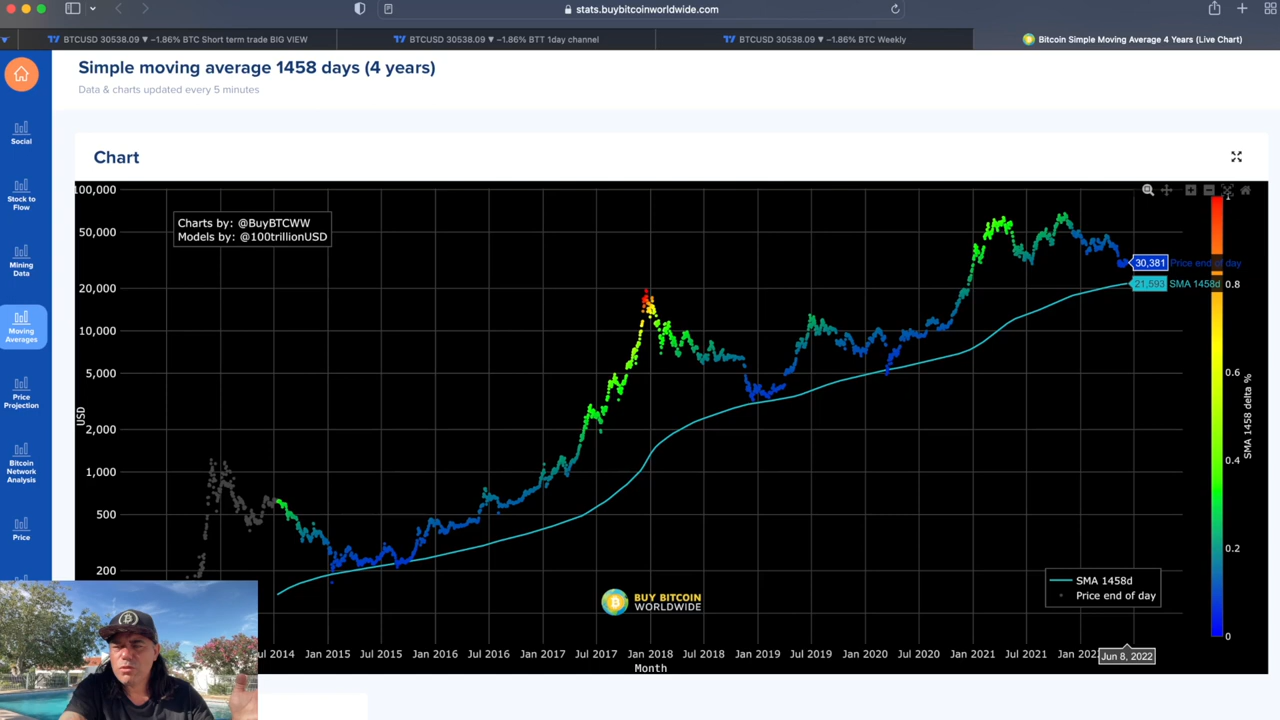 stats.buybitcoinworldwide.com
BTCUSD 30538.09 ▼ −1.86% BTC Short term trade BIG VIEW
BTCUSD 30538.09 ▼ −1.86% BTT 1day channel
BTCUSD 30538.09 ▼ −1.86% BTC Weekly
Bitcoin Simple Moving Average 4 Years (Live Chart)
Simple moving average 1458 days (4 years)
Data & charts updated every 5 minutes
Social
Stock to
Flow
Mining
Data
Moving
Averages
Price
Projection
Bitcoin
Network
Analysis
Price
Chart
Charts by: @BuyBTCWW
Models by: @100trillionUSD
100,000
50,000
20,000
10,000
5,000
2,000
1,000
500
200
USD
30,381 Price end of day
21,593 SMA 1458d
1
0.8
0.6
0.4
0.2
0
SMA 1458 delta %
SMA 1458d
Price end of day
BUY BITCOIN
WORLDWIDE
Jul 2014 Jan 2015 Jul 2015 Jan 2016 Jul 2016 Jan 2017 Jul 2017 Jan 2018 Jul 2018 Jan 2019 Jul 2019 Jan 2020 Jul 2020 Jan 2021 Jul 2021 Jan 202
Jun 8, 2022
Month